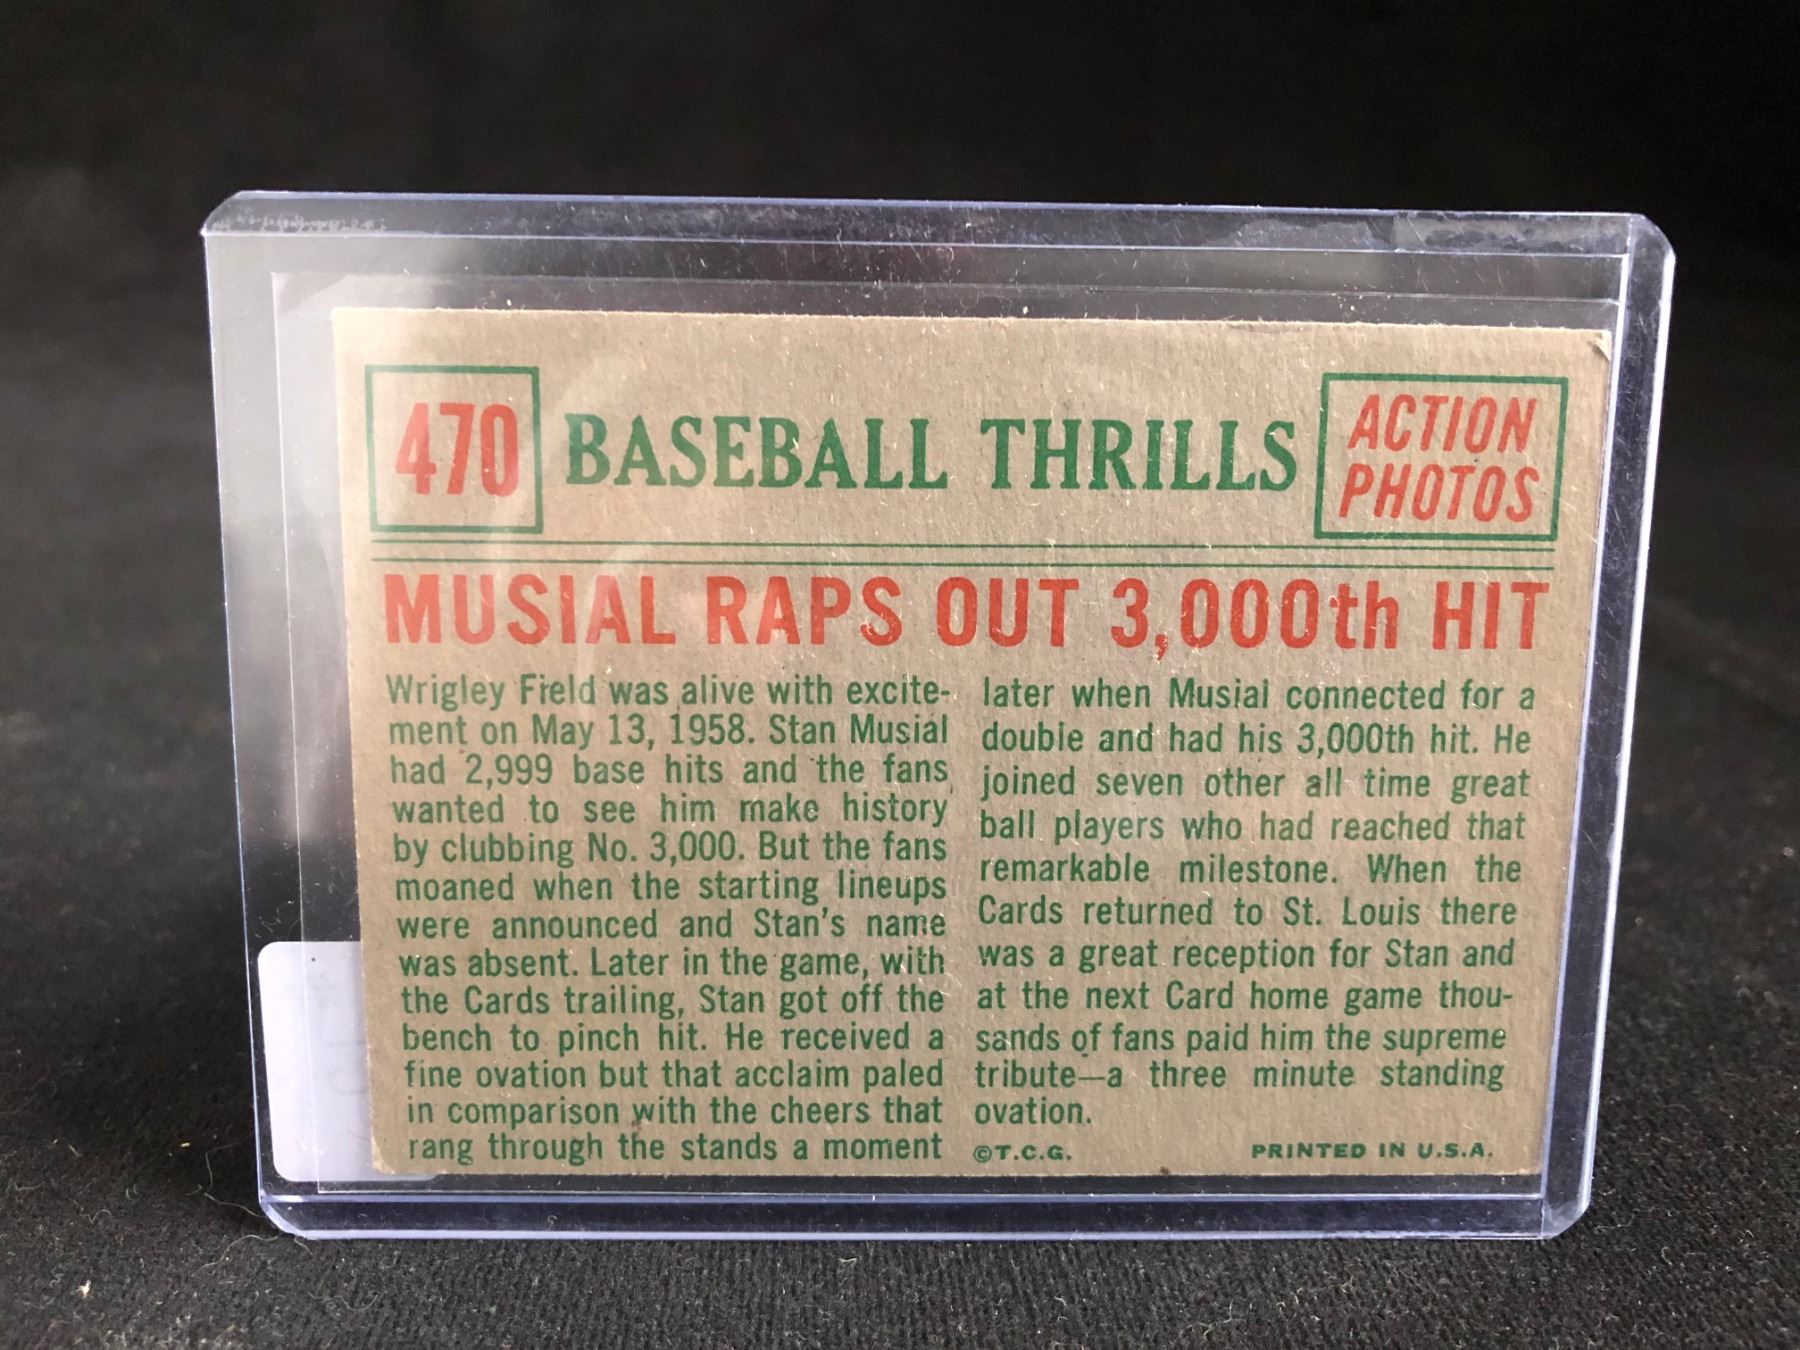 470
BASEBALL THRILLS
ACTION
PHOTOS
MUSIAL RAPS OUT 3,000th HIT
Wrigley Field was alive with excite-
ment on May 13, 1958. Stan Musial
had 2,999 base hits and the fans
wanted to see him make history
by clubbing No. 3,000. But the fans
moaned when the starting lineups
were announced and Stan's name
was absent. Later in the game, with
the Cards trailing, Stan got off the
bench to pinch hit. He received a
fine ovation but that acclaim paled
in comparison with the cheers that
rang through the stands a moment
later when Musial connected for a
double and had his 3,000th hit. He
joined seven other all time great
ball players who had reached that
remarkable milestone. When the
Cards returned to St. Louis there
was a great reception for Stan and
at the next Card home game thou-
sands of fans paid him the supreme
tribute—a three minute standing
ovation.
©T.C.G.
PRINTED IN U.S.A.